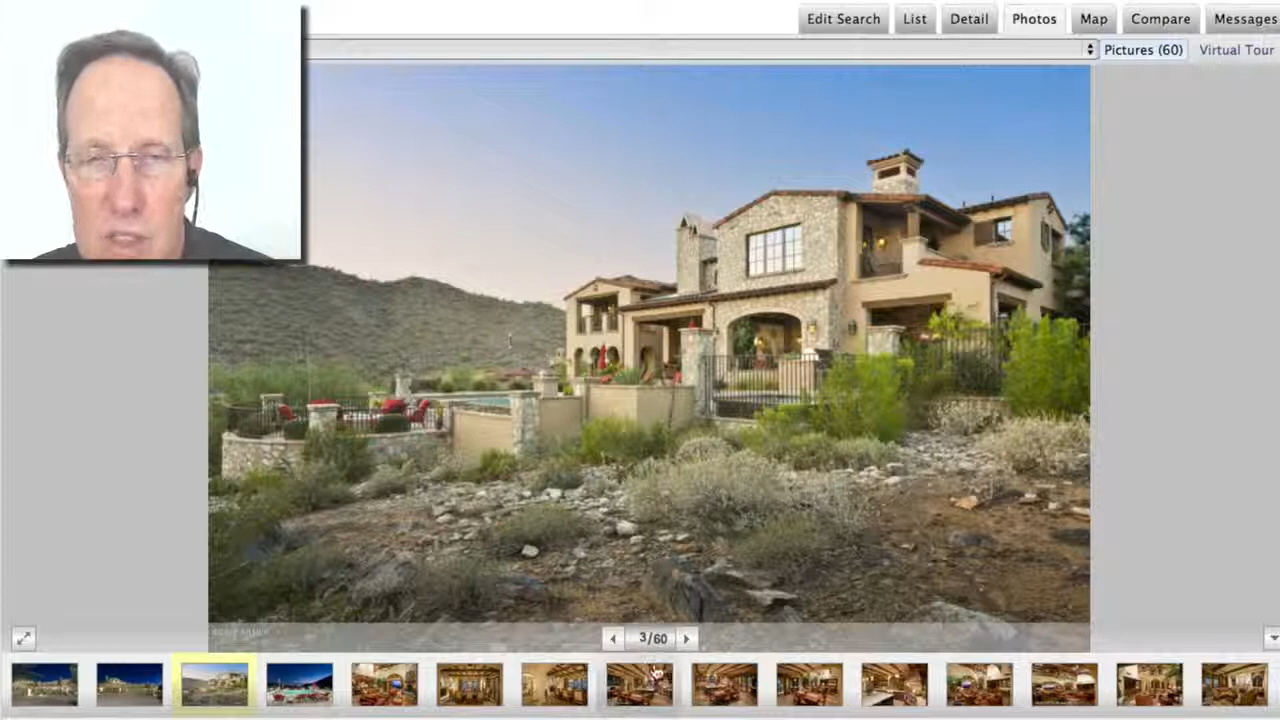 Edit Search List Detail Photos Map Compare Messages
Pictures (60) Virtual Tour
3/60